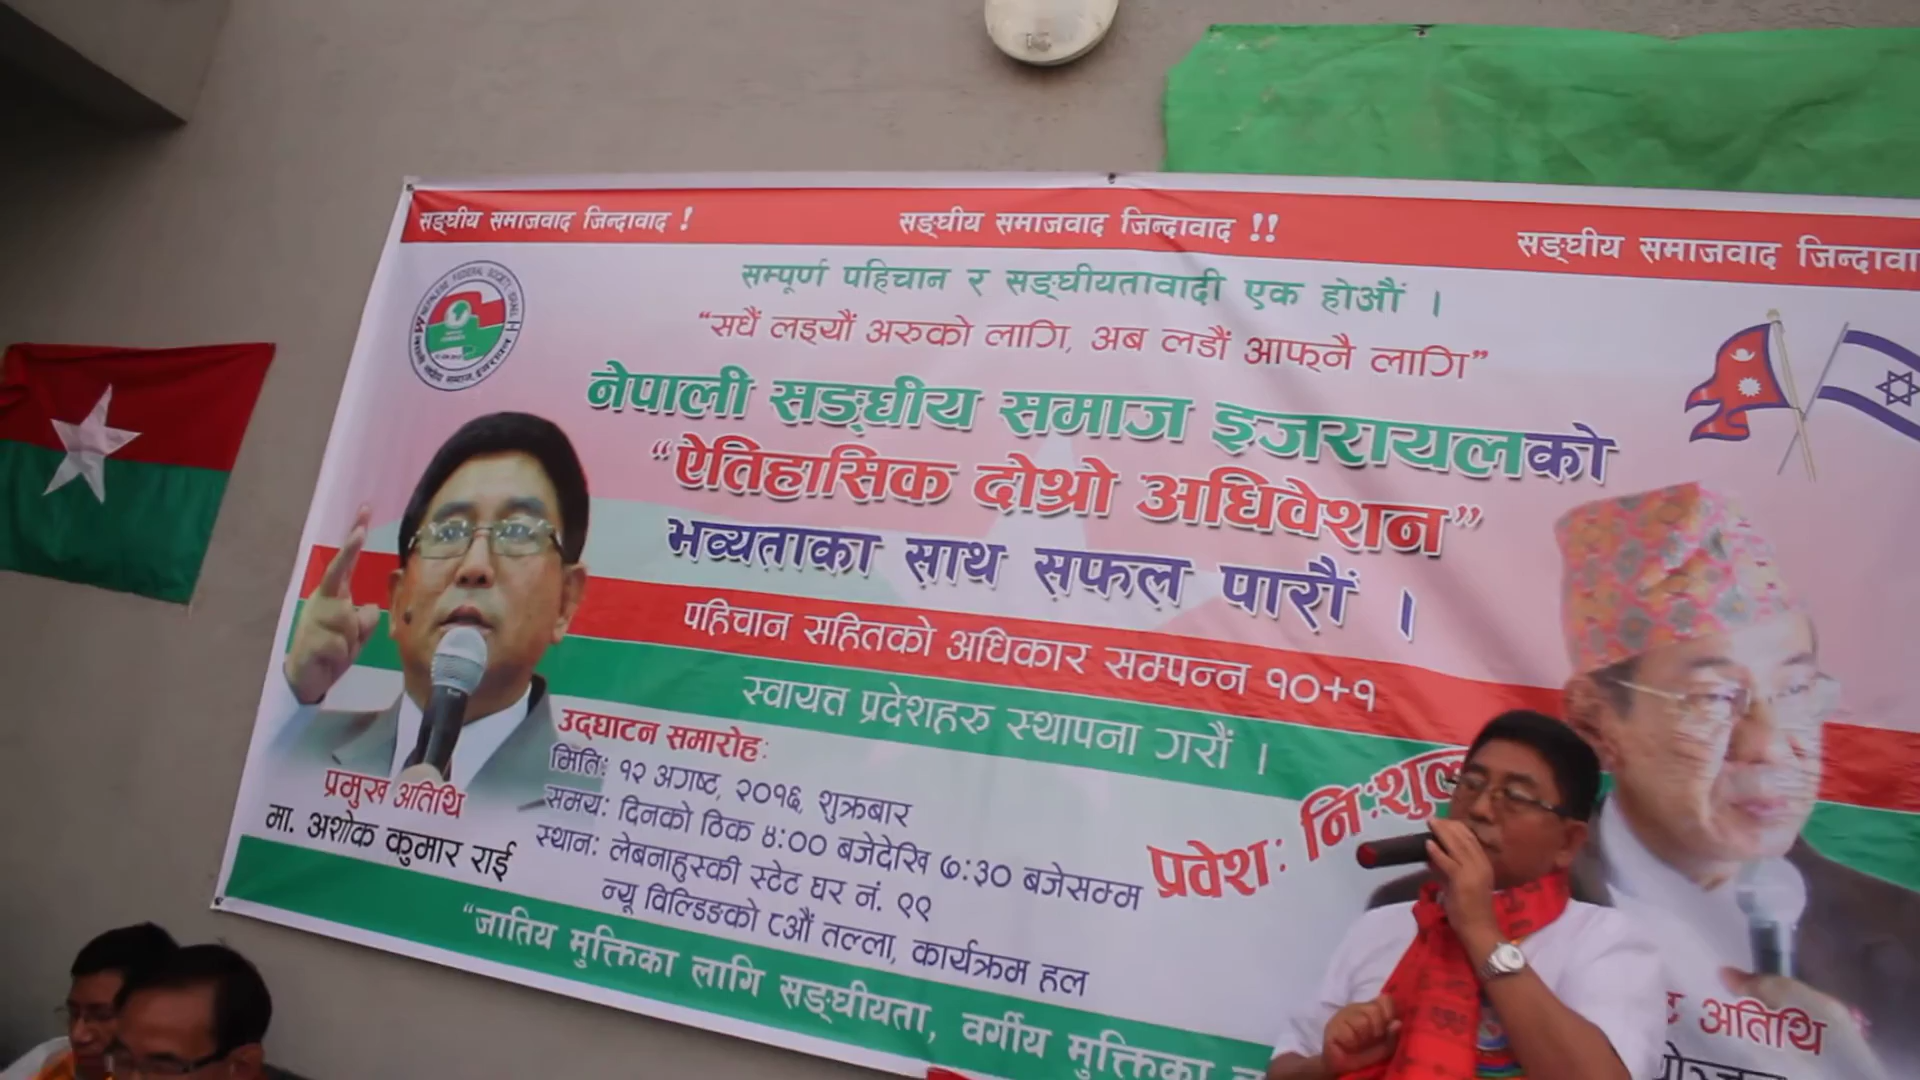 सङ्घीय समाजवाद जिन्दावाद !
सङ्घीय समाजवाद जिन्दावाद !!
सङ्घीय समाजवाद
सम्पूर्ण पहिचान र सङ्घीयतावादी एक होऔं ।
“सधैं लड्यौं अरुको लागि, अब लडौं आफ्नै लागि”
नेपाली सङ्घीय समाज इजरायलको
“ऐतिहासिक दोश्रो अधिवेशन”
भव्यताका साथ सफल पारौं ।
पहिचान सहितको अधिकार सम्पन्न १०+१
स्वायत्त प्रदेशहरु स्थापना गरौं ।
प्रमुख अतिथि
मा. अशोक कुमार राई
उद्घाटन समारोहः
मितिः १२ अगष्ट, २०१६, शुक्रबार
समयः दिनको ठिक ४:०० बजेदेखि ७:३० बजेसम्म
स्थानः लेबनाहुस्की स्टेट घर नं. ९९
न्यू विल्डिङको ८औं तल्ला, कार्यक्रम हल
प्रवेशः
अतिथि
“जातिय मुक्तिका लागि सङ्घीयता, वर्गीय मुक्तिका